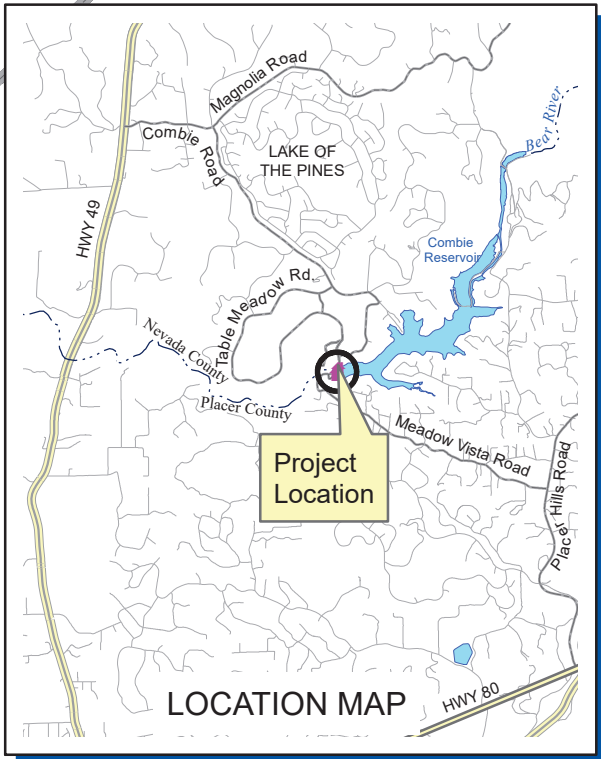 Magnolia Road
Combie Road
LAKE OF
THE PINES
Bear River
HWY 49
Combie
Reservoir
Table Meadow Rd.
Nevada County
Placer County
Meadow Vista Road
Project
Location
Placer Hills Road
LOCATION MAP
HWY 80